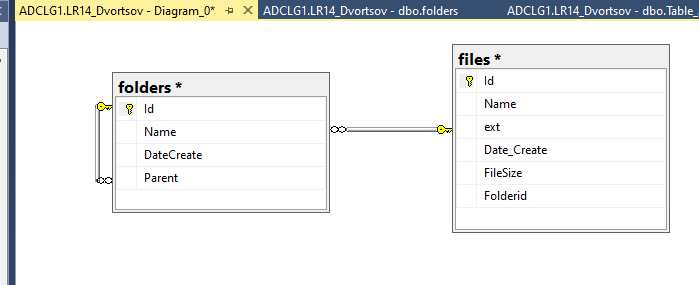 ADCLG1.LR14_Dvortsov - Diagram_0*
ADCLG1.LR14_Dvortsov - dbo.folders
ADCLG1.LR14_Dvortsov - dbo.Table_
folders *
Id
Name
DateCreate
Parent
files *
Id
Name
ext
Date_Create
FileSize
Folderid